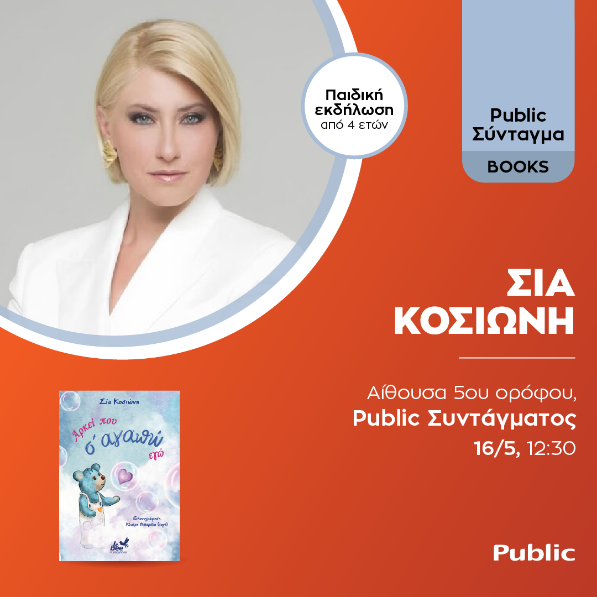 Παιδική
εκδήλωση
από 4 ετών
Public
Σύνταγμα
BOOKS
ΣΙΑ
ΚΟΣΙΩΝΗ
Αίθουσα 5ου ορόφου,
Public Συντάγματος
16/5, 12:30
Σία Κοσιώνη
Αρκεί που
σ' αγαπώ
εγώ
Public